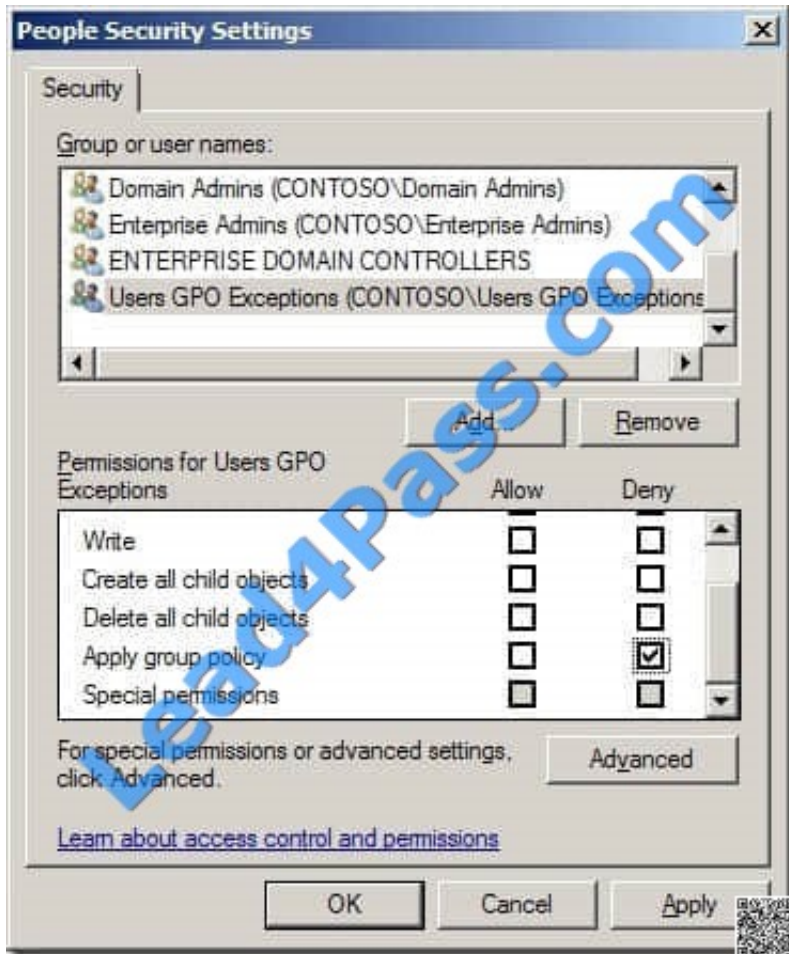 People Security Settings
Security
Group or user names:
Domain Admins (CONTOSO\Domain Admins)
Enterprise Admins (CONTOSO\Enterprise Admins)
ENTERPRISE DOMAIN CONTROLLERS
Users GPO Exceptions (CONTOSO\Users GPO Exceptions
Add...
Remove
Permissions for Users GPO
Exceptions
Allow
Deny
Write
Create all child objects
Delete all child objects
Apply group policy
Special permissions
For special permissions or advanced settings,
click Advanced.
Advanced
Learn about access control and permissions
OK
Cancel
Apply
Lead4Pass.com